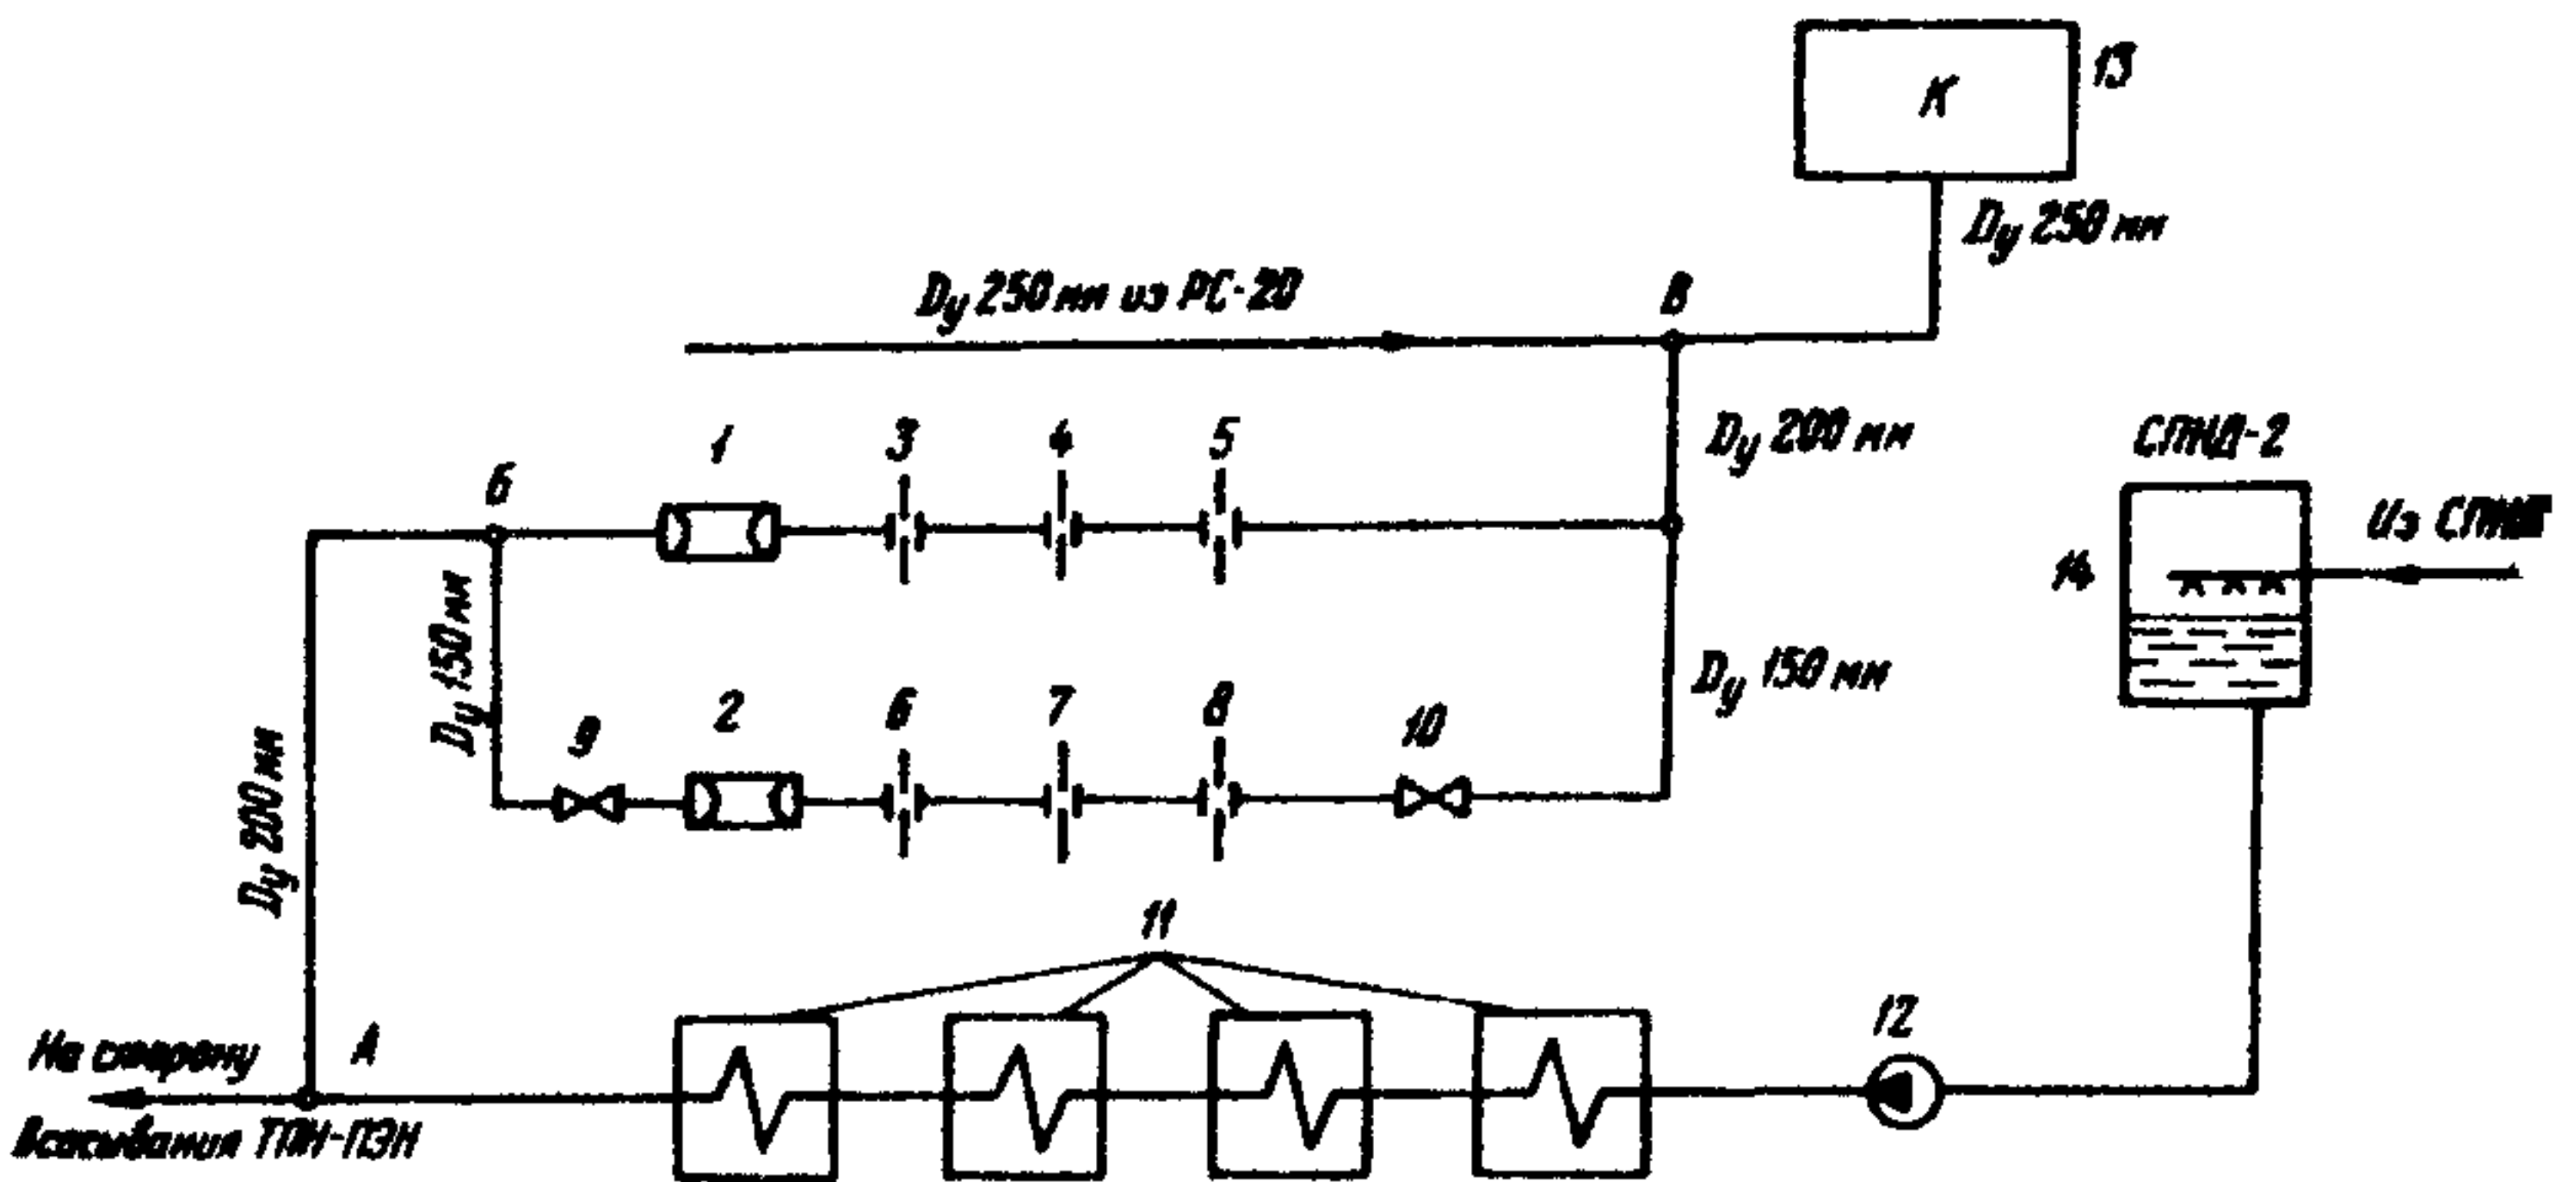 К
13
Dу 250 мм
Dу 250 мм из РС-20
В
Dу 200 мм
СПНД-2
1
3
4
5
Б
Из СПНД
14
Dу 150 мм
Dу 150 мм
9
2
6
7
8
10
Dу 200 мм
11
12
На сторону
А
Всасывания ТПН-ПЭН